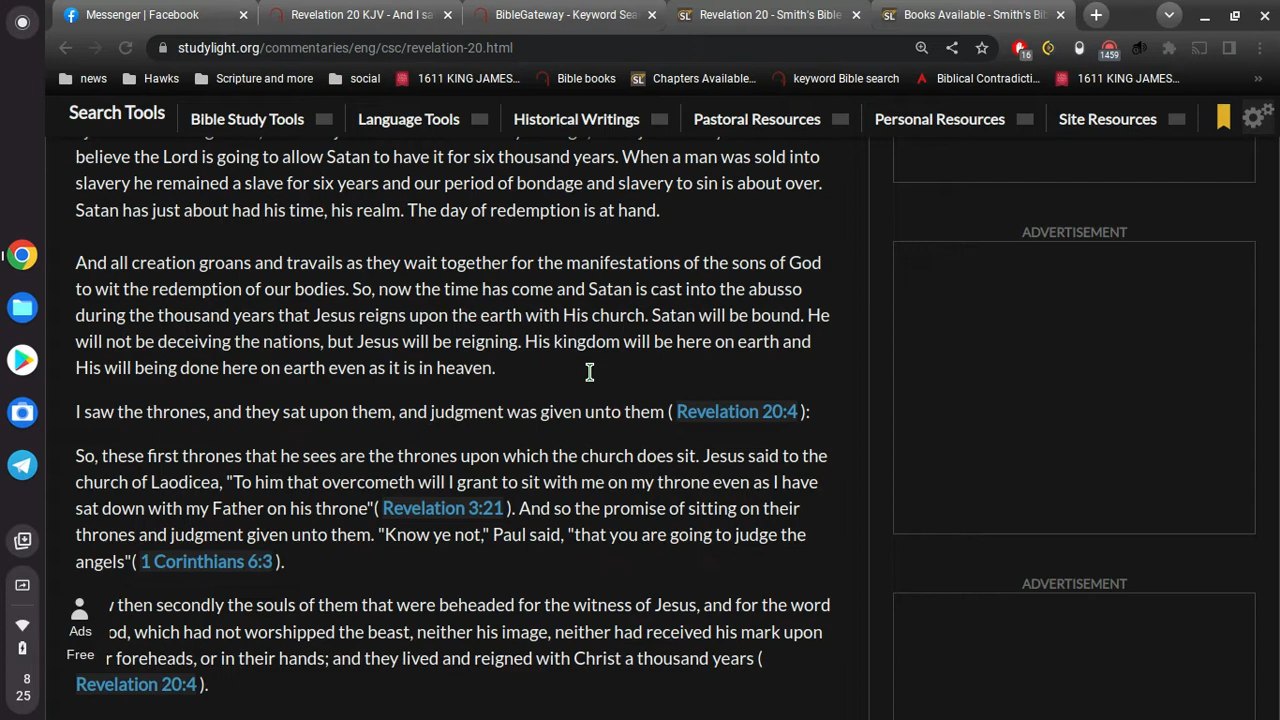 Messenger | Facebook
Revelation 20 KJV - And I sa
BibleGateway - Keyword Sea
Revelation 20 - Smith's Bible
Books Available - Smith's Bi
studylight.org/commentaries/eng/csc/revelation-20.html
16
1459
news
Hawks
Scripture and more
social
1611 KING JAMES...
Bible books
Chapters Available...
keyword Bible search
Biblical Contradicti...
1611 KING JAMES...
Search Tools
Bible Study Tools
Language Tools
Historical Writings
Pastoral Resources
Personal Resources
Site Resources
believe the Lord is going to allow Satan to have it for six thousand years. When a man was sold into
slavery he remained a slave for six years and our period of bondage and slavery to sin is about over.
Satan has just about had his time, his realm. The day of redemption is at hand.
And all creation groans and travails as they wait together for the manifestations of the sons of God
to wit the redemption of our bodies. So, now the time has come and Satan is cast into the abusso
during the thousand years that Jesus reigns upon the earth with His church. Satan will be bound. He
will not be deceiving the nations, but Jesus will be reigning. His kingdom will be here on earth and
His will being done here on earth even as it is in heaven.
I saw the thrones, and they sat upon them, and judgment was given unto them ( Revelation 20:4 ):
So, these first thrones that he sees are the thrones upon which the church does sit. Jesus said to the
church of Laodicea, "To him that overcometh will I grant to sit with me on my throne even as I have
sat down with my Father on his throne"( Revelation 3:21 ). And so the promise of sitting on their
thrones and judgment given unto them. "Know ye not," Paul said, "that you are going to judge the
angels"( 1 Corinthians 6:3 ).
y then secondly the souls of them that were beheaded for the witness of Jesus, and for the word
od, which had not worshipped the beast, neither his image, neither had received his mark upon
r foreheads, or in their hands; and they lived and reigned with Christ a thousand years (
Revelation 20:4 ).
Ads
Free
ADVERTISEMENT
ADVERTISEMENT
8
25